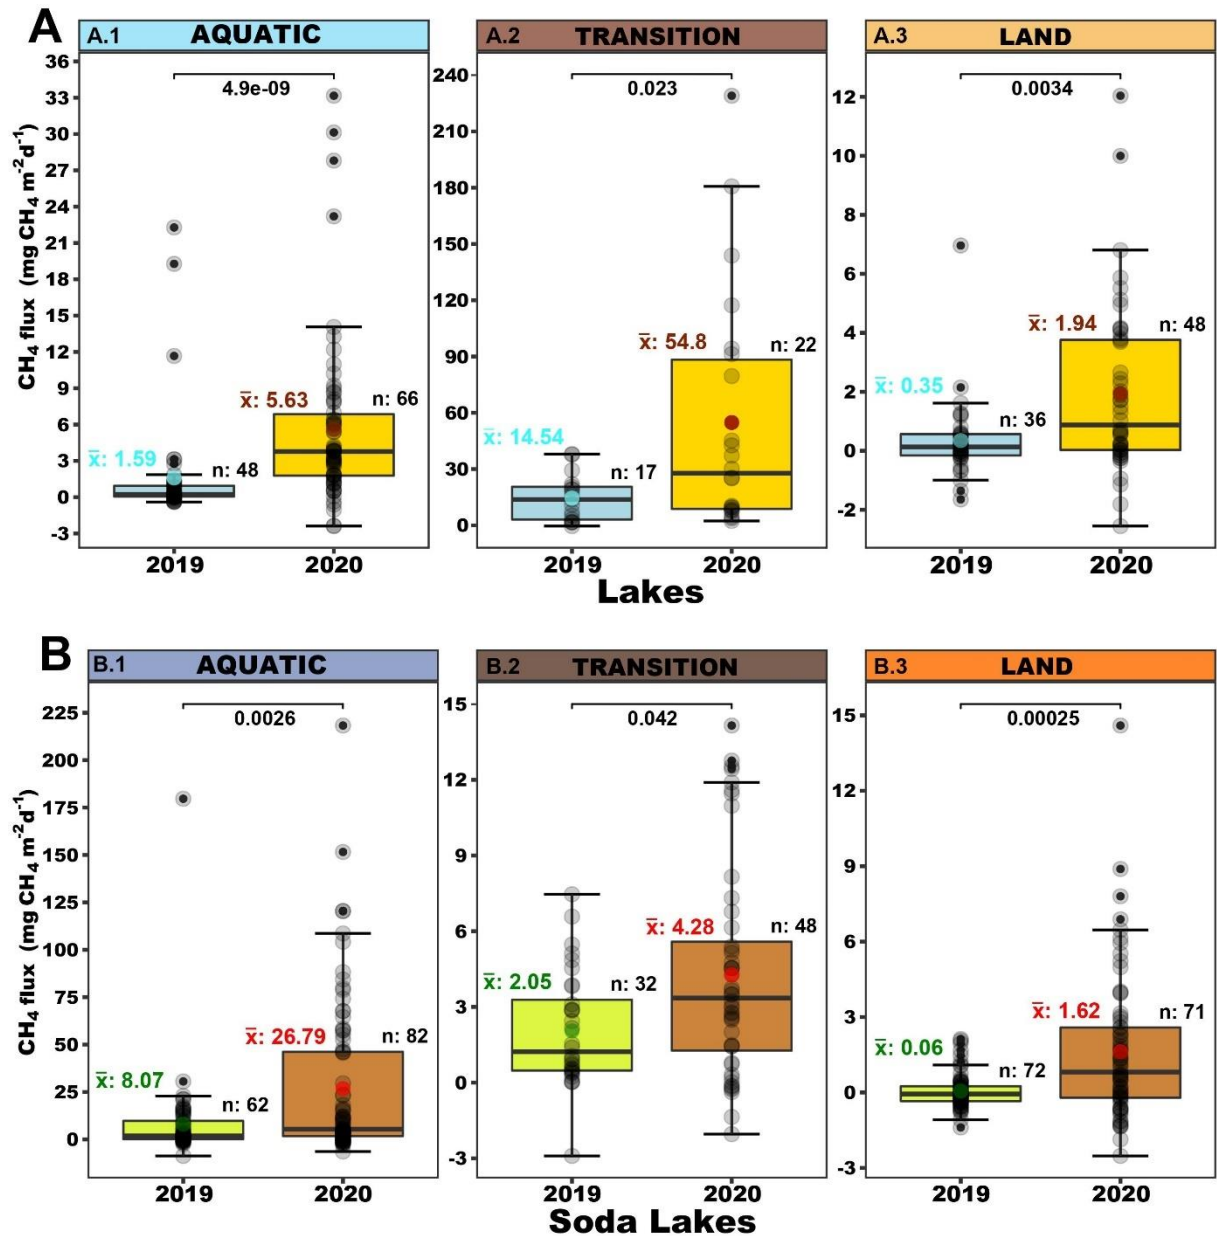 A
A.1 AQUATIC
A.2 TRANSITION
A.3 LAND
CH₄ flux (mg CH₄ m⁻²d⁻¹)
36
33
30
27
24
21
18
15
12
9
6
3
0
-3
4.9e-09
x̄: 1.59
n: 48
x̄: 5.63
n: 66
2019 2020
240
210
180
150
120
90
60
30
0
0.023
x̄: 14.54
n: 17
x̄: 54.8
n: 22
2019 2020
12
10
8
6
4
2
0
-2
0.0034
x̄: 0.35
n: 36
x̄: 1.94
n: 48
2019 2020
Lakes
B
B.1 AQUATIC
B.2 TRANSITION
B.3 LAND
CH₄ flux (mg CH₄ m⁻²d⁻¹)
225
200
175
150
125
100
75
50
25
0
0.0026
x̄: 8.07
n: 62
x̄: 26.79
n: 82
2019 2020
15
12
9
6
3
0
-3
0.042
x̄: 2.05
n: 32
x̄: 4.28
n: 48
2019 2020
15
12
9
6
3
0
-3
0.00025
x̄: 0.06
n: 72
x̄: 1.62
n: 71
2019 2020
Soda Lakes